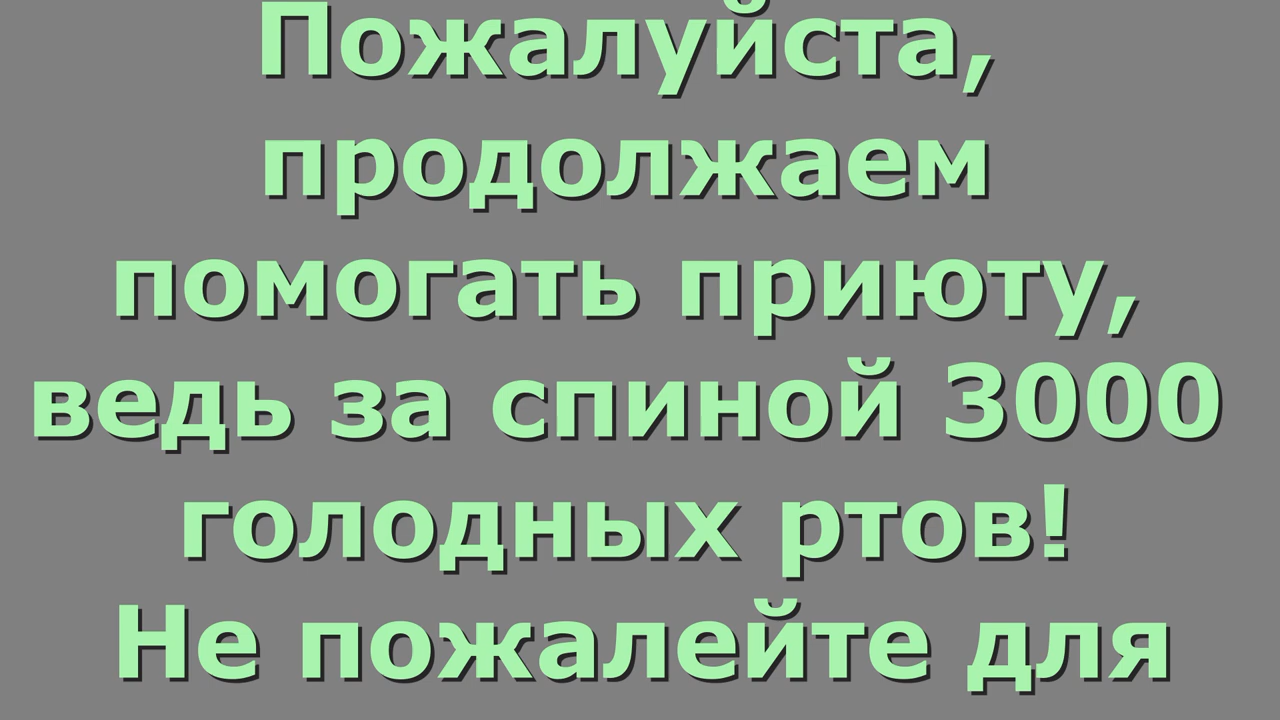 Пожалуйста,
продолжаем
помогать приюту,
ведь за спиной 3000
голодных ртов!
Не пожалейте для